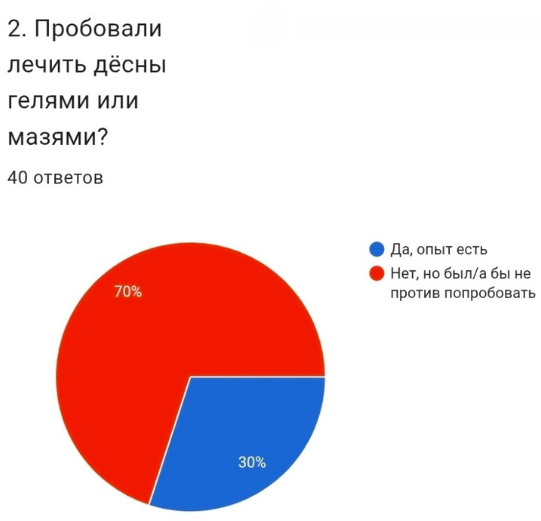 2. Пробовали
лечить дёсны
гелями или
мазями?
40 ответов
Да, опыт есть
Нет, но был/а бы не
против попробовать
70%
30%